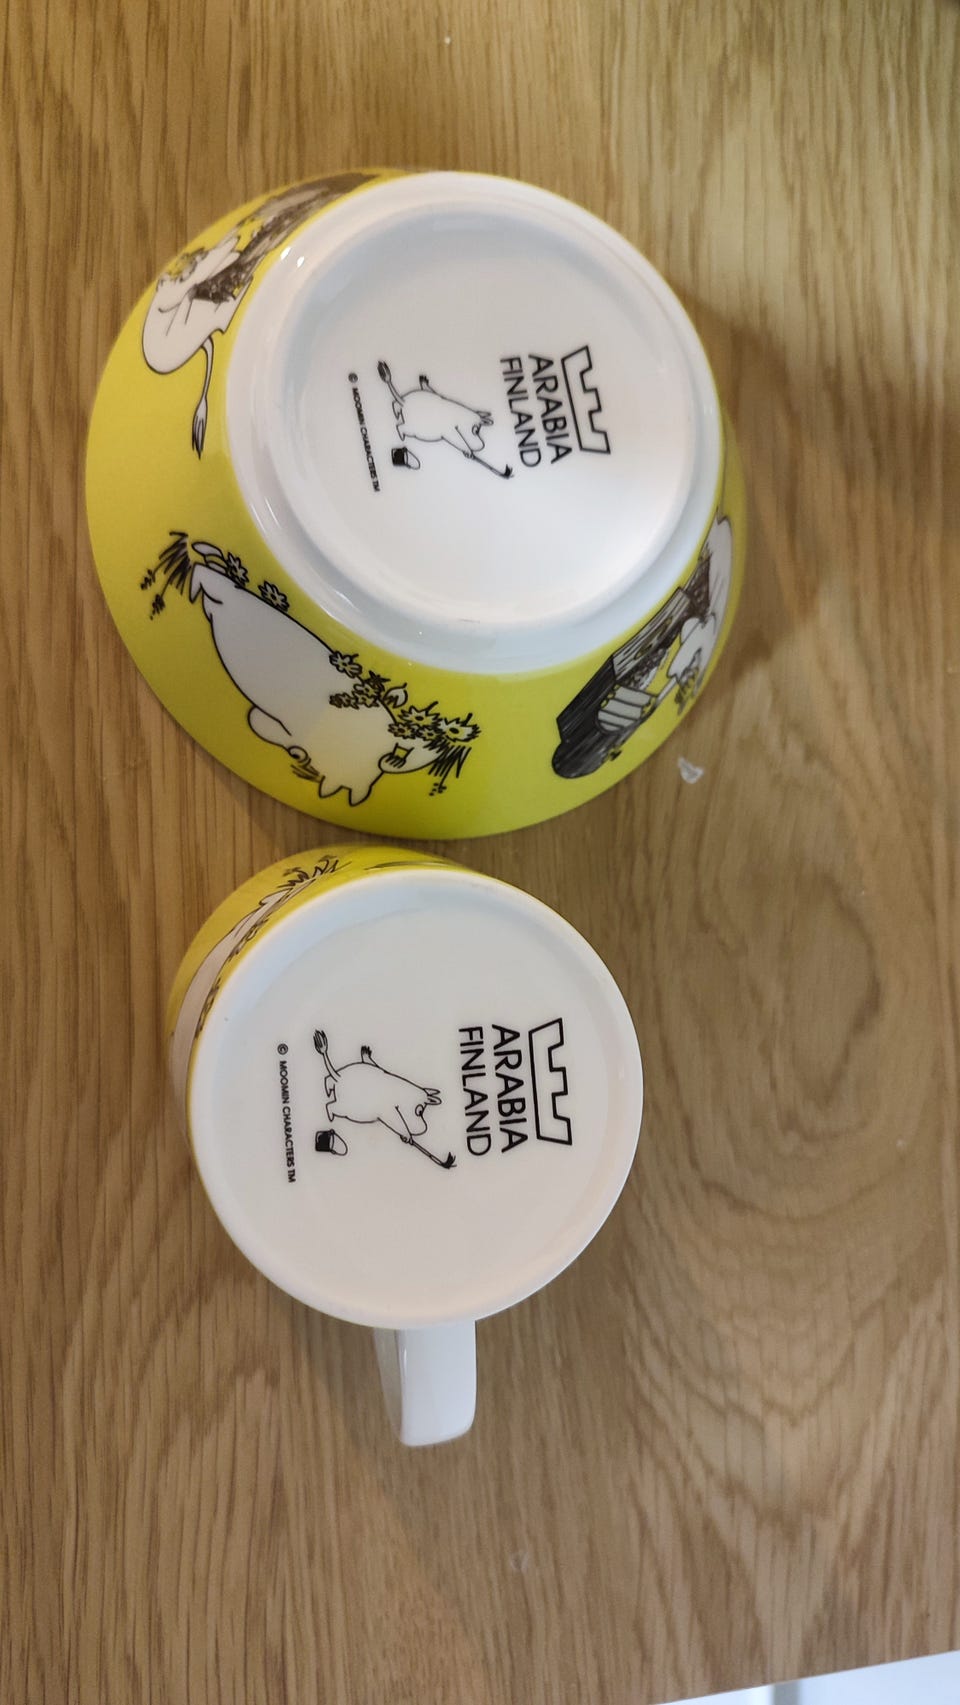 ARABIA
FINLAND
© MOOMIN CHARACTERS TM
ARABIA
FINLAND
© MOOMIN CHARACTERS TM